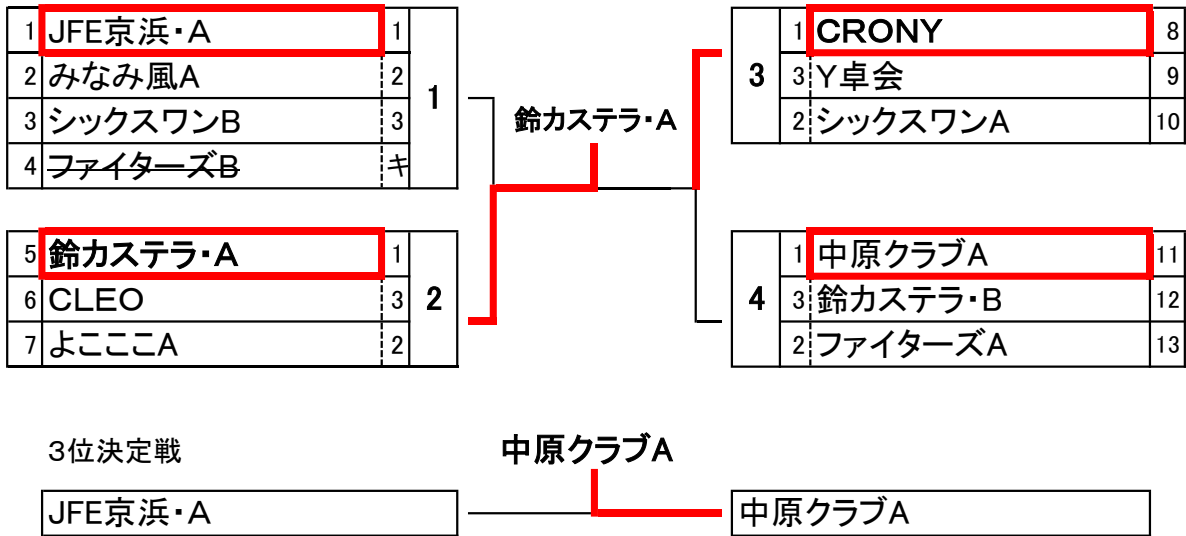 1 JFE京浜・A 1
2 みなみ風A 2
3 シックスワンB 3
4 ファイターズB キ
1
5 鈴カステラ・A 1
6 CLEO 3
7 よこここA 2
2
鈴カステラ・A
3
1 CRONY 8
3 Y卓会 9
2 シックスワンA 10
4
1 中原クラブA 11
3 鈴カステラ・B 12
2 ファイターズA 13
3位決定戦
中原クラブA
JFE京浜・A
中原クラブA